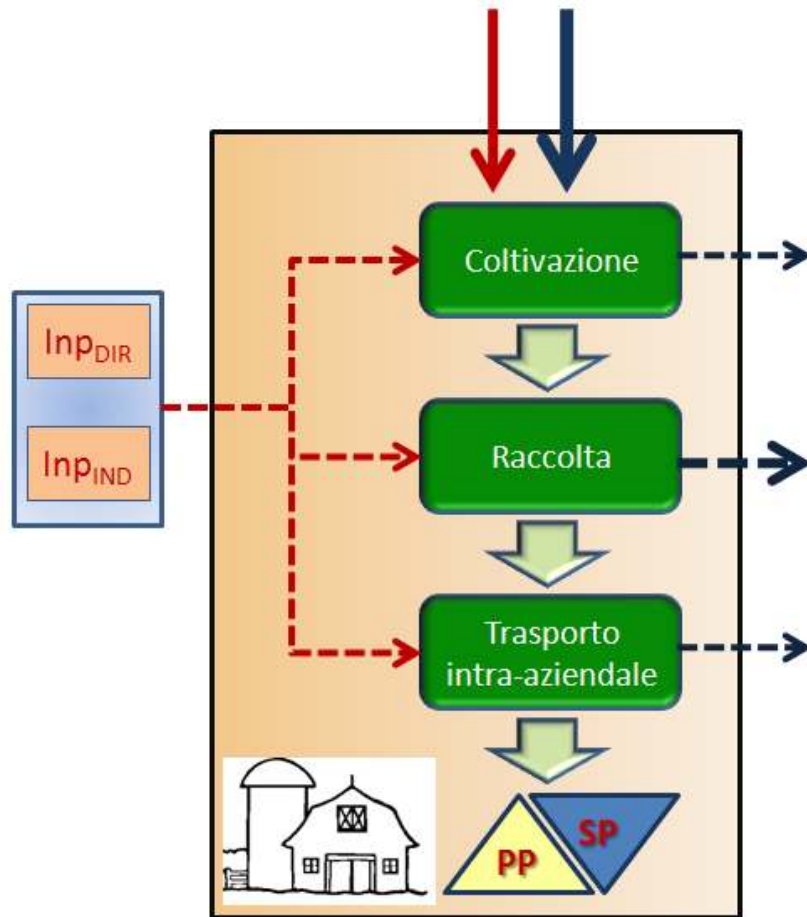 Coltivazione
Inp_DIR
Inp_IND
Raccolta
Trasporto
intra-aziendale
SP
PP